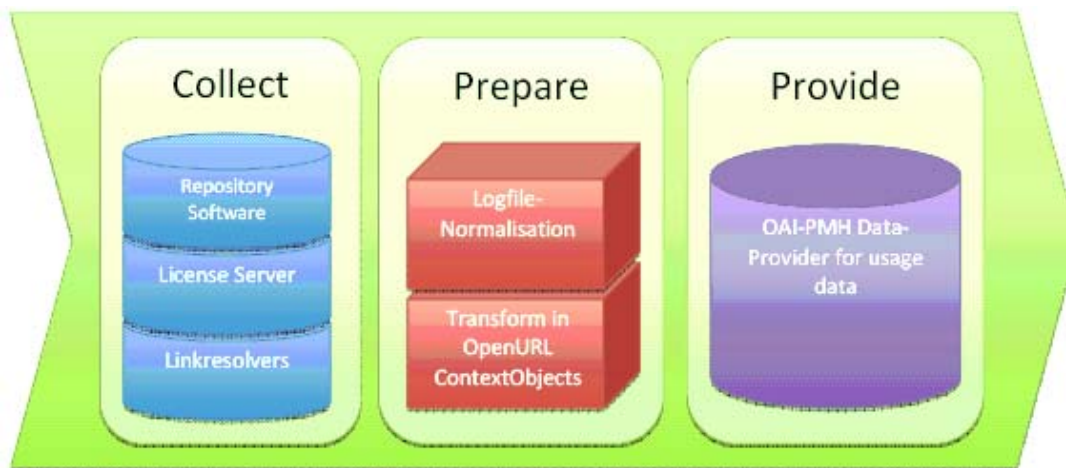 Collect
Repository
Software
License Server
Linkresolvers
Prepare
Logfile-
Normalisation
Transform in
OpenURL
ContextObjects
Provide
OAI-PMH Data-
Provider for usage
data